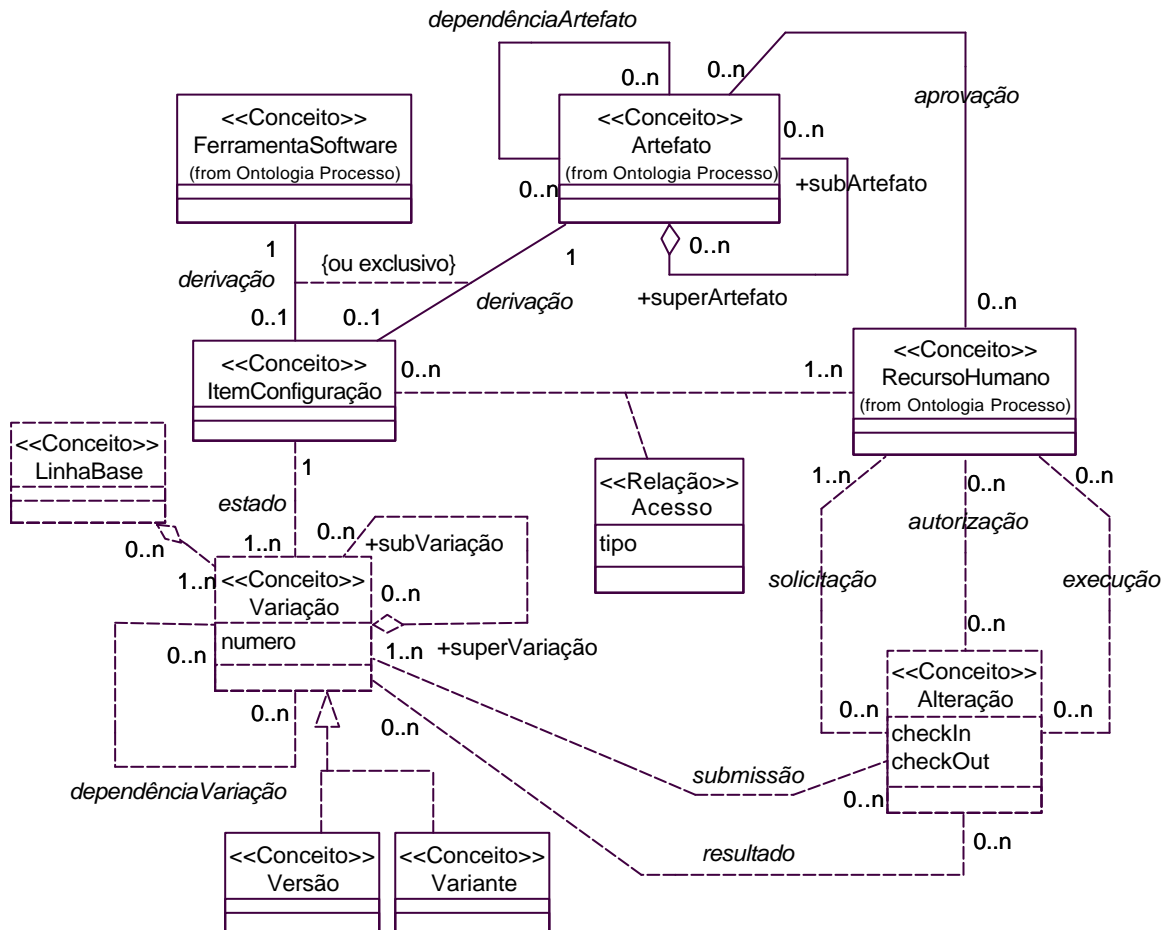 dependênciaArtefato
0..n
0..n
aprovação
<<Conceito>>
FerramentaSoftware
(from Ontologia Processo)
<<Conceito>>
Artefato
(from Ontologia Processo)
0..n
0..n
+subArtefato
0..n
+superArtefato
1
derivação
{ou exclusivo}
1
derivação
0..1
0..1
0..n
<<Conceito>>
ItemConfiguração
0..n
1..n
<<Conceito>>
RecursoHumano
(from Ontologia Processo)
<<Conceito>>
LinhaBase
1
estado
<<Relação>>
Acesso
tipo
1..n
0..n
0..n
autorização
solicitação
execução
0..n
1..n
0..n
+subVariação
1..n
<<Conceito>>
Variação
numero
0..n
+superVariação
0..n
1..n
0..n
0..n
dependênciaVariação
0..n
<<Conceito>>
Alteração
checkIn
checkOut
0..n
0..n
submissão
0..n
resultado
0..n
<<Conceito>>
Versão
<<Conceito>>
Variante